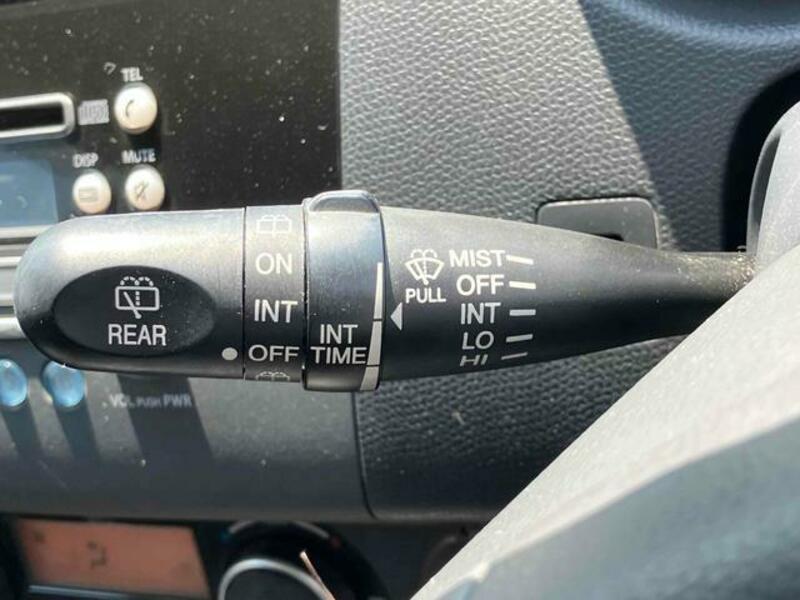 TEL
DISP MUTE
REAR
ON
INT
OFF
INT
TIME
PULL
MIST
OFF
INT
LO
HI
VOL PUSH PWR